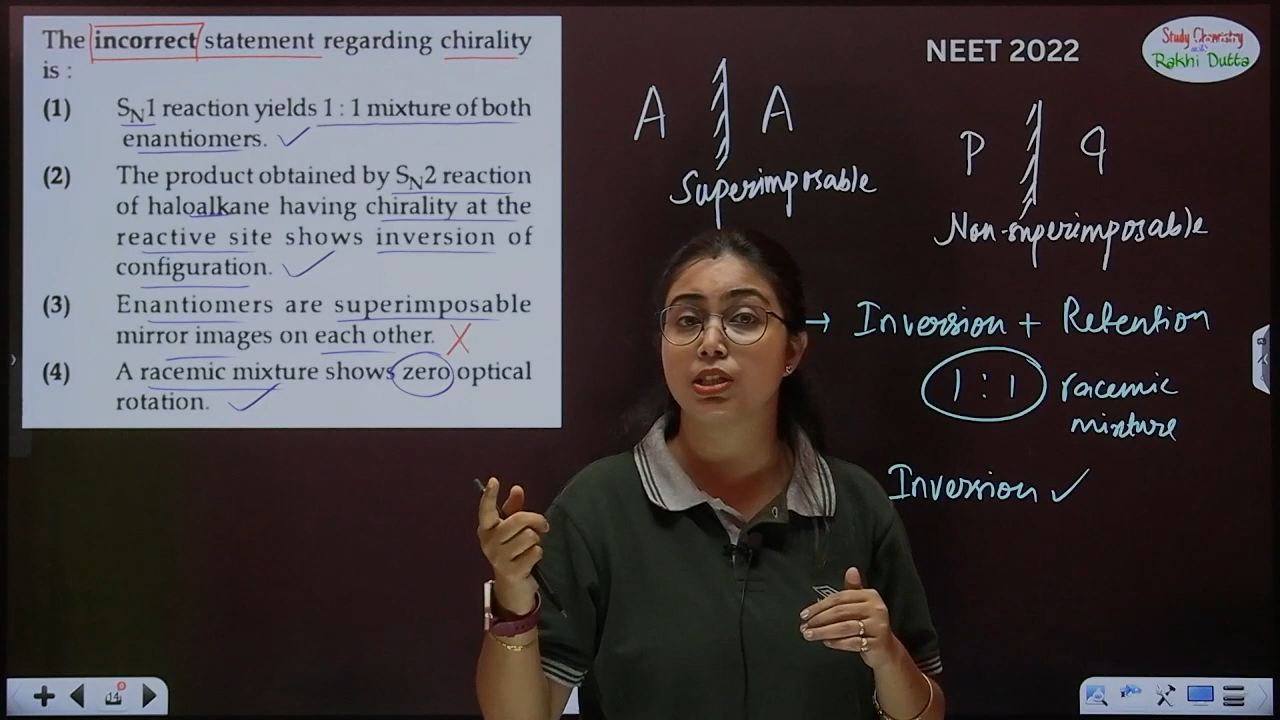 The incorrect statement regarding chirality
is :
(1) SN1 reaction yields 1 : 1 mixture of both
enantiomers.
(2) The product obtained by SN2 reaction
of haloalkane having chirality at the
reactive site shows inversion of
configuration.
(3) Enantiomers are superimposable
mirror images on each other.
(4) A racemic mixture shows zero optical
rotation.
NEET 2022
Study Chemistry
with
Rakhi Dutta
A A
Superimposable
P q
Non-superimposable
→ Inversion + Retention
1 : 1 racemic
mixture
Inversion ✓
14